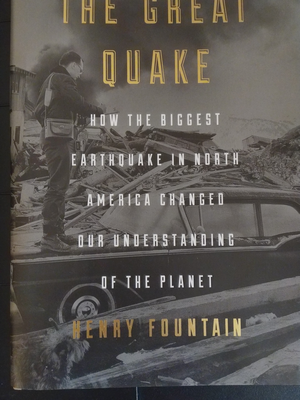 THE GREAT
QUAKE
HOW THE BIGGEST
EARTHQUAKE IN NORTH
AMERICA CHANGED
OUR UNDERSTANDING
OF THE PLANET
HENRY FOUNTAIN